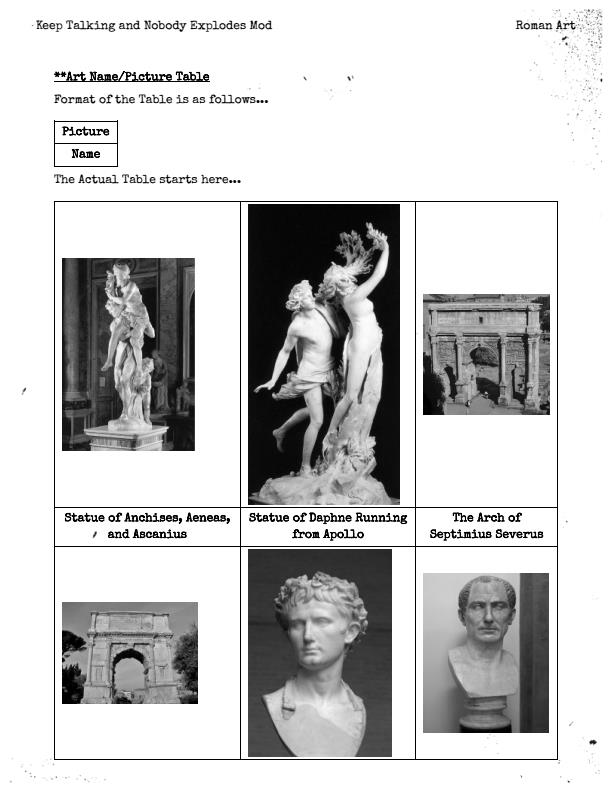 Keep Talking and Nobody Explodes Mod
Roman Art
**Art Name/Picture Table
Format of the Table is as follows...
Picture
Name
The Actual Table starts here...
Statue of Anchises, Aeneas,
and Ascanius
Statue of Daphne Running
from Apollo
The Arch of
Septimius Severus